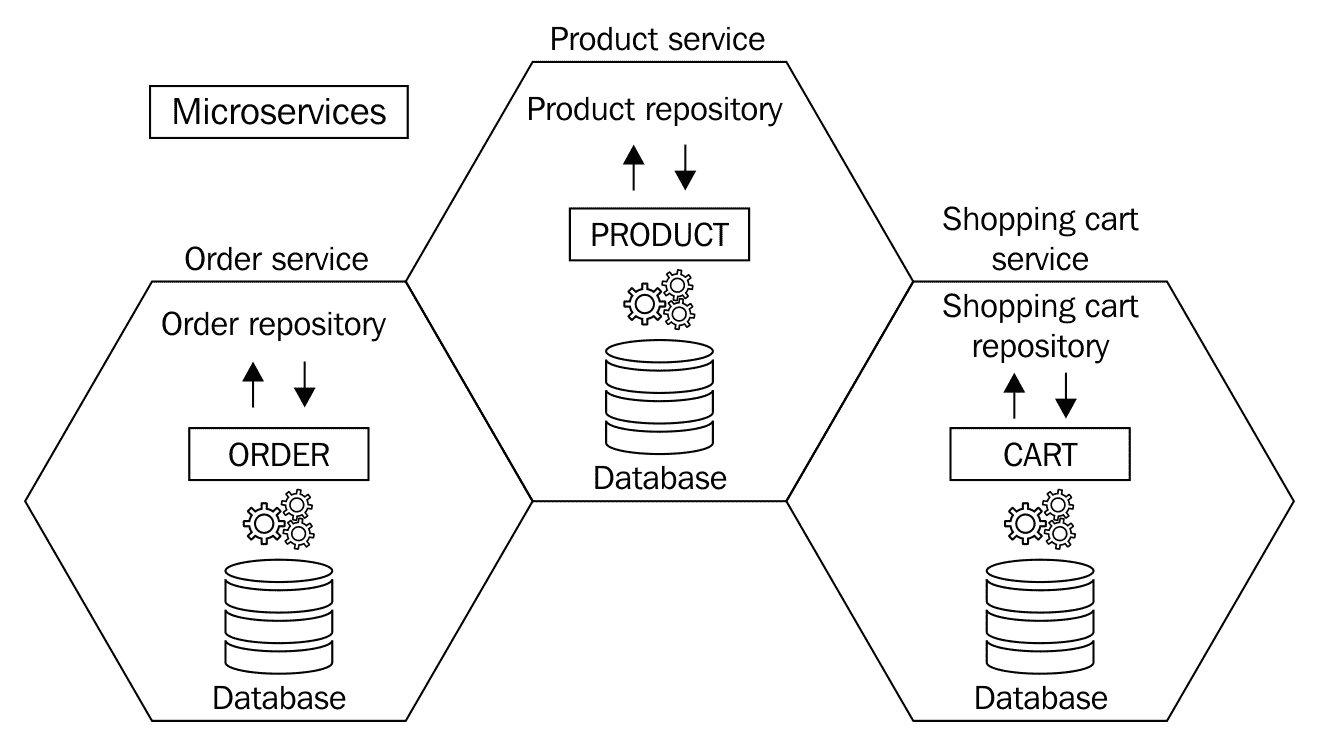 Product service
Microservices
Product repository
PRODUCT
Database
Order service
Order repository
ORDER
Database
Shopping cart
service
Shopping cart
repository
CART
Database